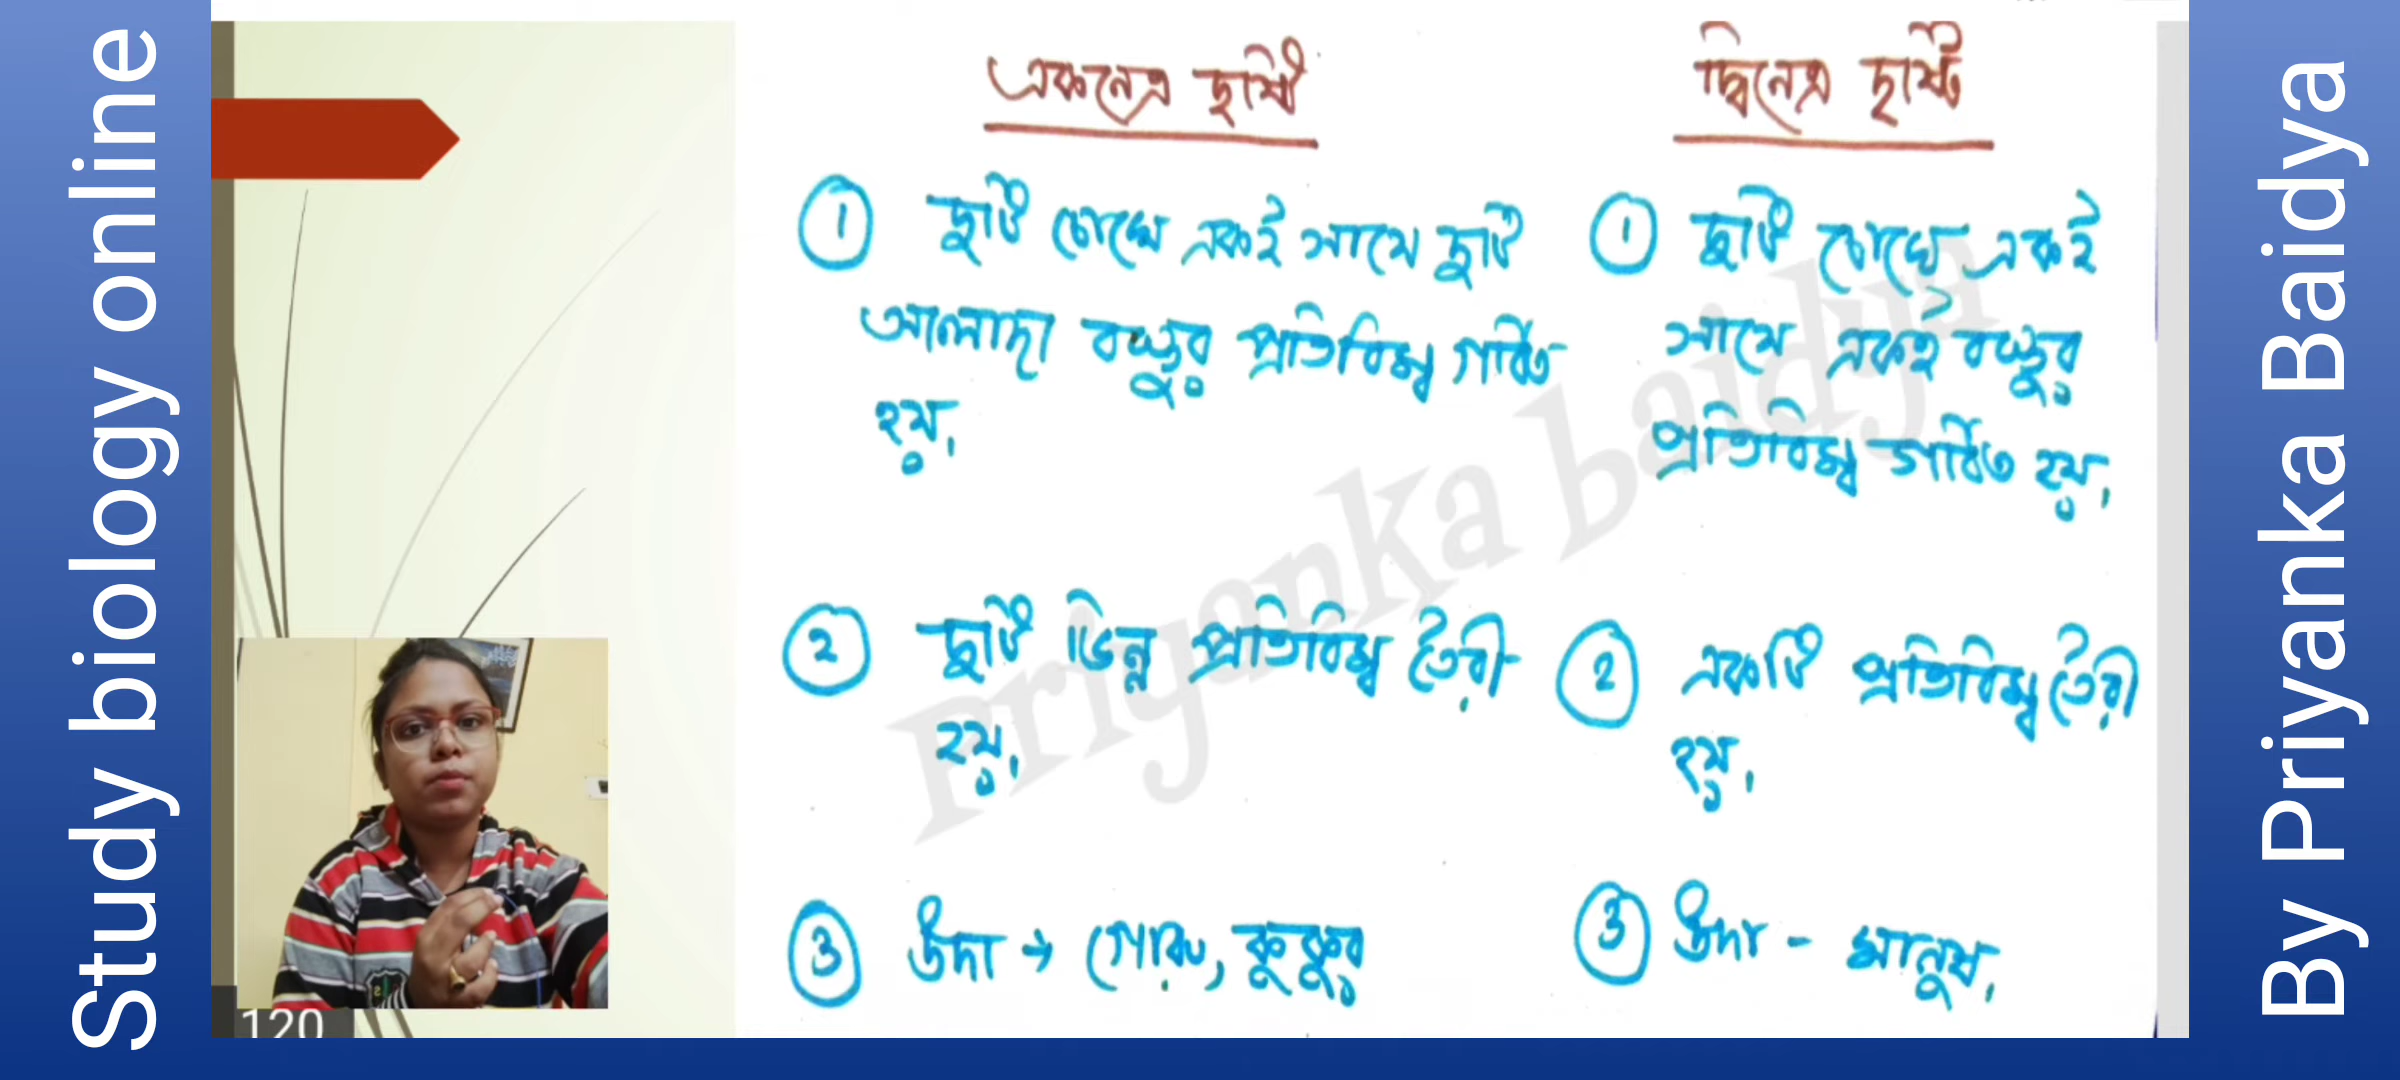 Study biology online
একনেত্র দৃষ্টি
① দুটি চোখে একই সাথে দুটি
আলাদা বস্তুর প্রতিবিম্ব গঠিত
হয়.
② দুটি ভিন্ন প্রতিবিম্ব তৈরী
হয়.
③ উদা → গোরু, কুকুর
দ্বিনেত্র দৃষ্টি
① দুটি চোখে একই
সাথে একই বস্তুর
প্রতিবিম্ব গঠিত হয়.
② একটি প্রতিবিম্ব তৈরী
হয়.
③ উদা - মানুষ.
Priyanka baidya
120
By Priyanka Baidya